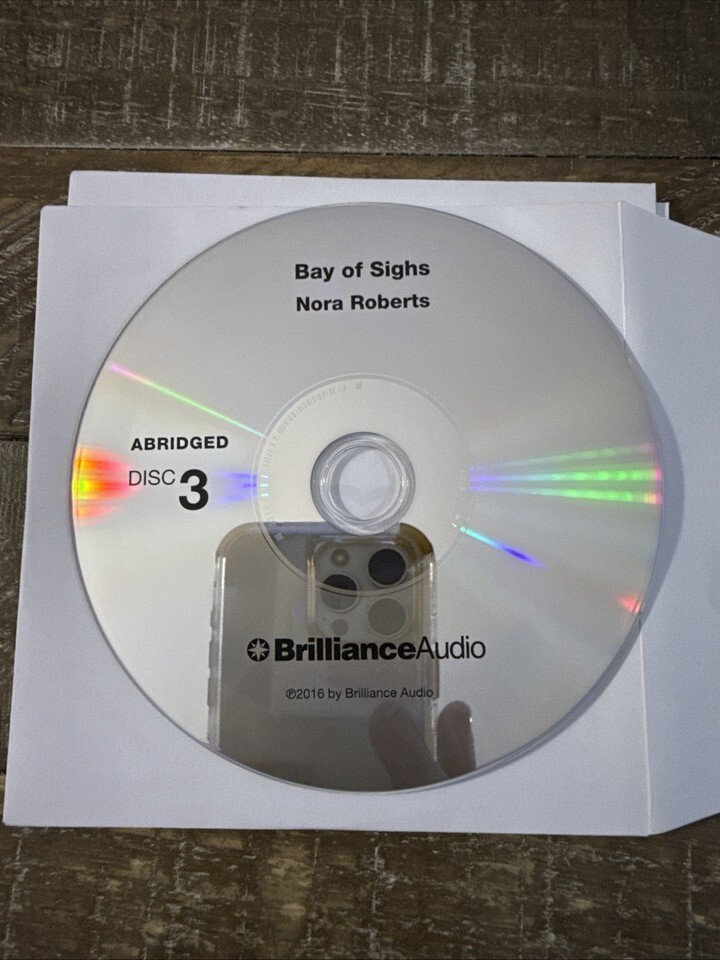 Bay of Sighs
Nora Roberts
ABRIDGED
DISC 3
BrillianceAudio
℗2016 by Brilliance Audio